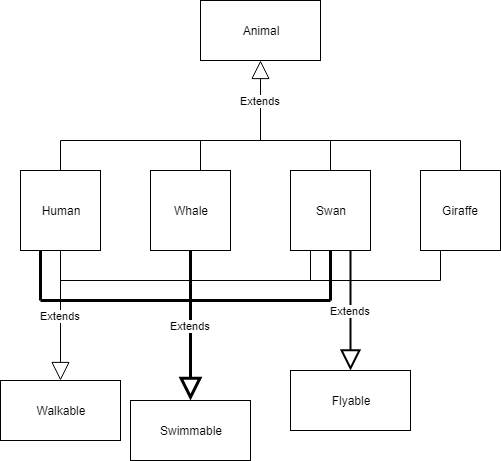 Animal
Extends
Human
Whale
Swan
Giraffe
Extends
Extends
Extends
Walkable
Swimmable
Flyable